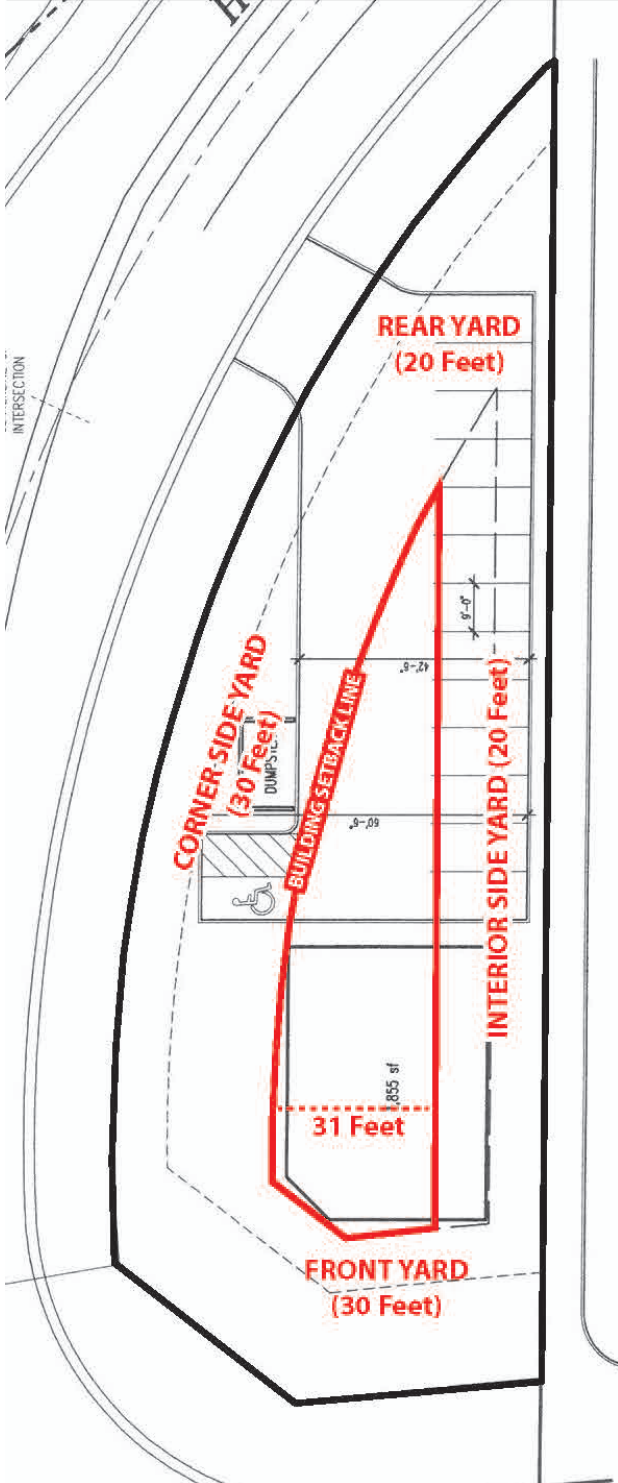 H
INTERSECTION
REAR YARD
(20 Feet)
9'-0"
42'-6"
CORNER SIDE YARD
(30 Feet)
BUILDING SETBACK LINE
INTERIOR SIDE YARD (20 Feet)
60'-6"
1,855 sf
31 Feet
FRONT YARD
(30 Feet)